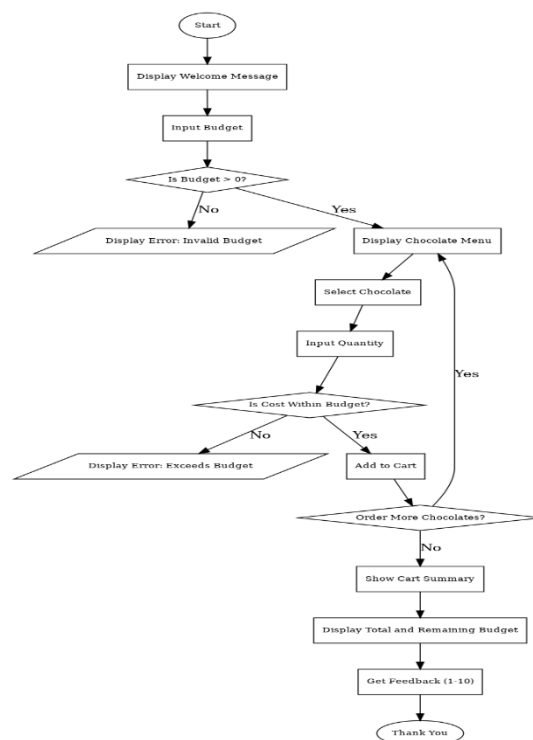 Start
Display Welcome Message
Input Budget
Is Budget > 0?
No
Yes
Display Error: Invalid Budget
Display Chocolate Menu
Select Chocolate
Input Quantity
Yes
Is Cost Within Budget?
No
Yes
Display Error: Exceeds Budget
Add to Cart
Order More Chocolates?
No
Show Cart Summary
Display Total and Remaining Budget
Get Feedback (1-10)
Thank You